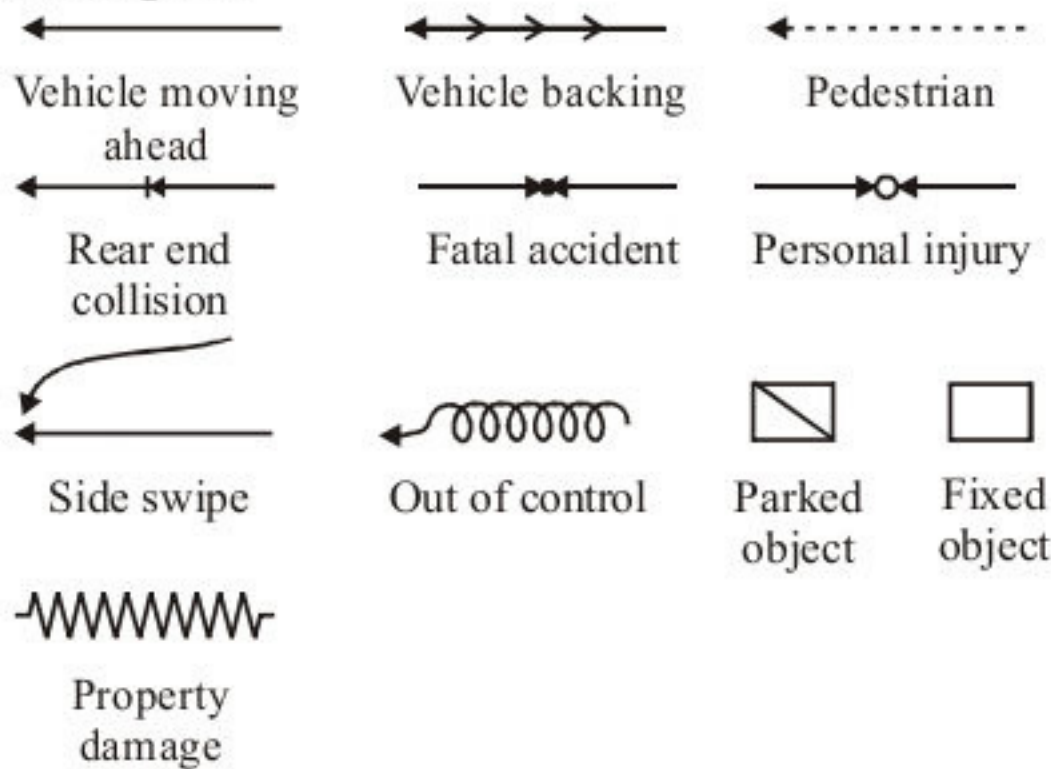 Vehicle moving
ahead
Vehicle backing
Pedestrian
Rear end
collision
Fatal accident
Personal injury
Side swipe
Out of control
Parked
object
Fixed
object
Property
damage